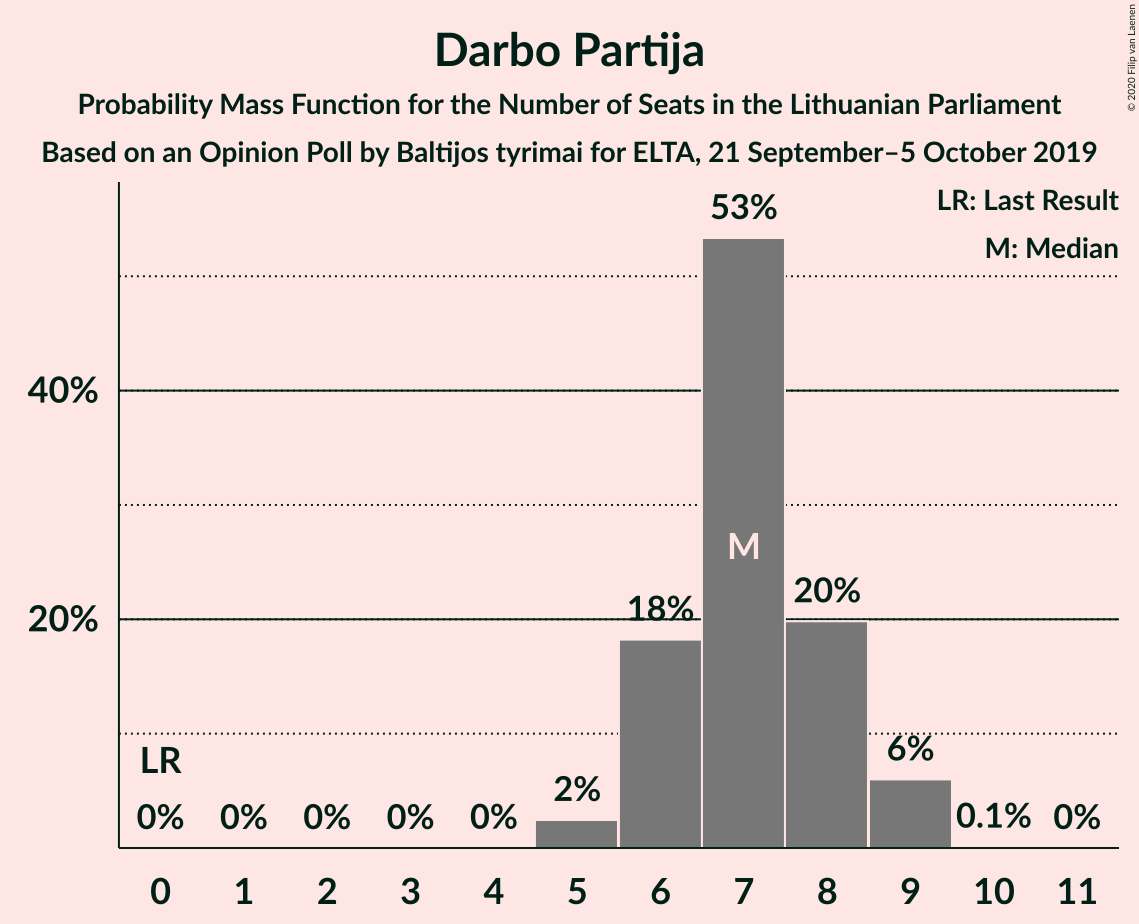 Darbo Partija
Probability Mass Function for the Number of Seats in the Lithuanian Parliament
Based on an Opinion Poll by Baltijos tyrimai for ELTA, 21 September–5 October 2019
© 2020 Filip van Laenen
LR: Last Result
M: Median
53%
40%
M
20%
18%
20%
LR
6%
2%
0% 0% 0% 0% 0% 0.1% 0%
0 1 2 3 4 5 6 7 8 9 10 11